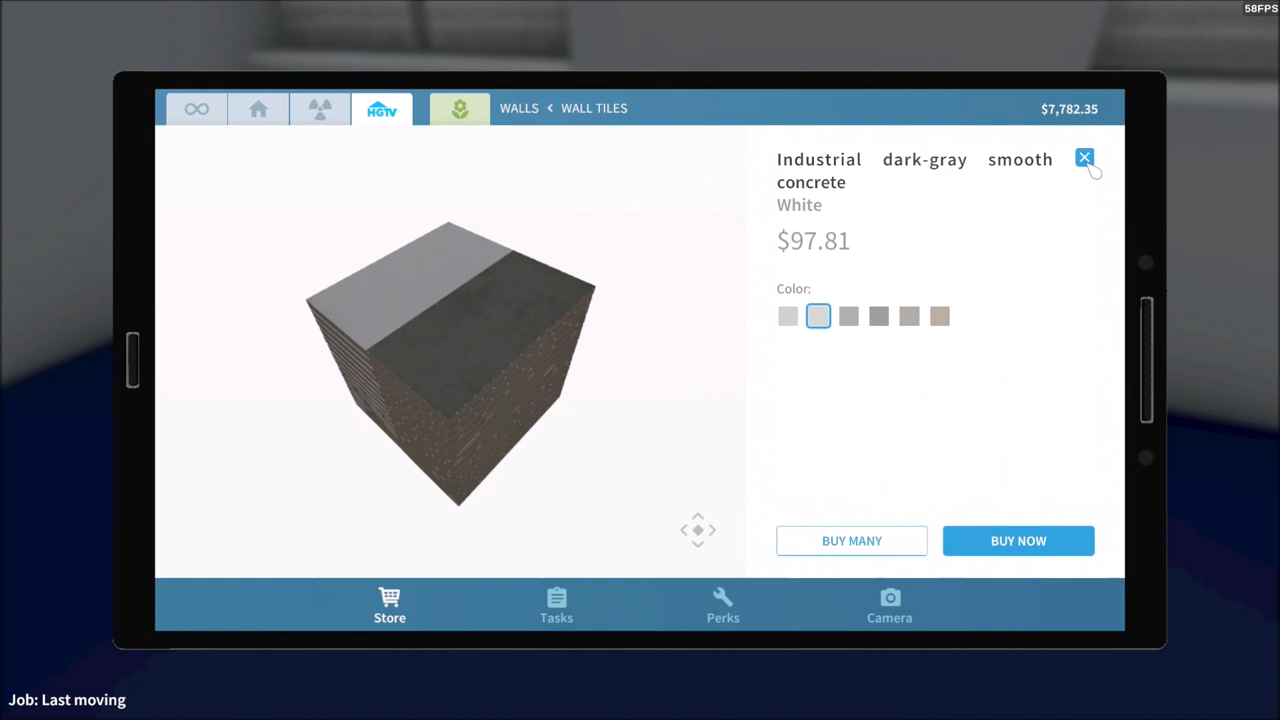 58FPS
HGTV
WALLS < WALL TILES
$7,782.35
Industrial dark-gray smooth
concrete
White
$97.81
Color:
BUY MANY
BUY NOW
Store
Tasks
Perks
Camera
Job: Last moving